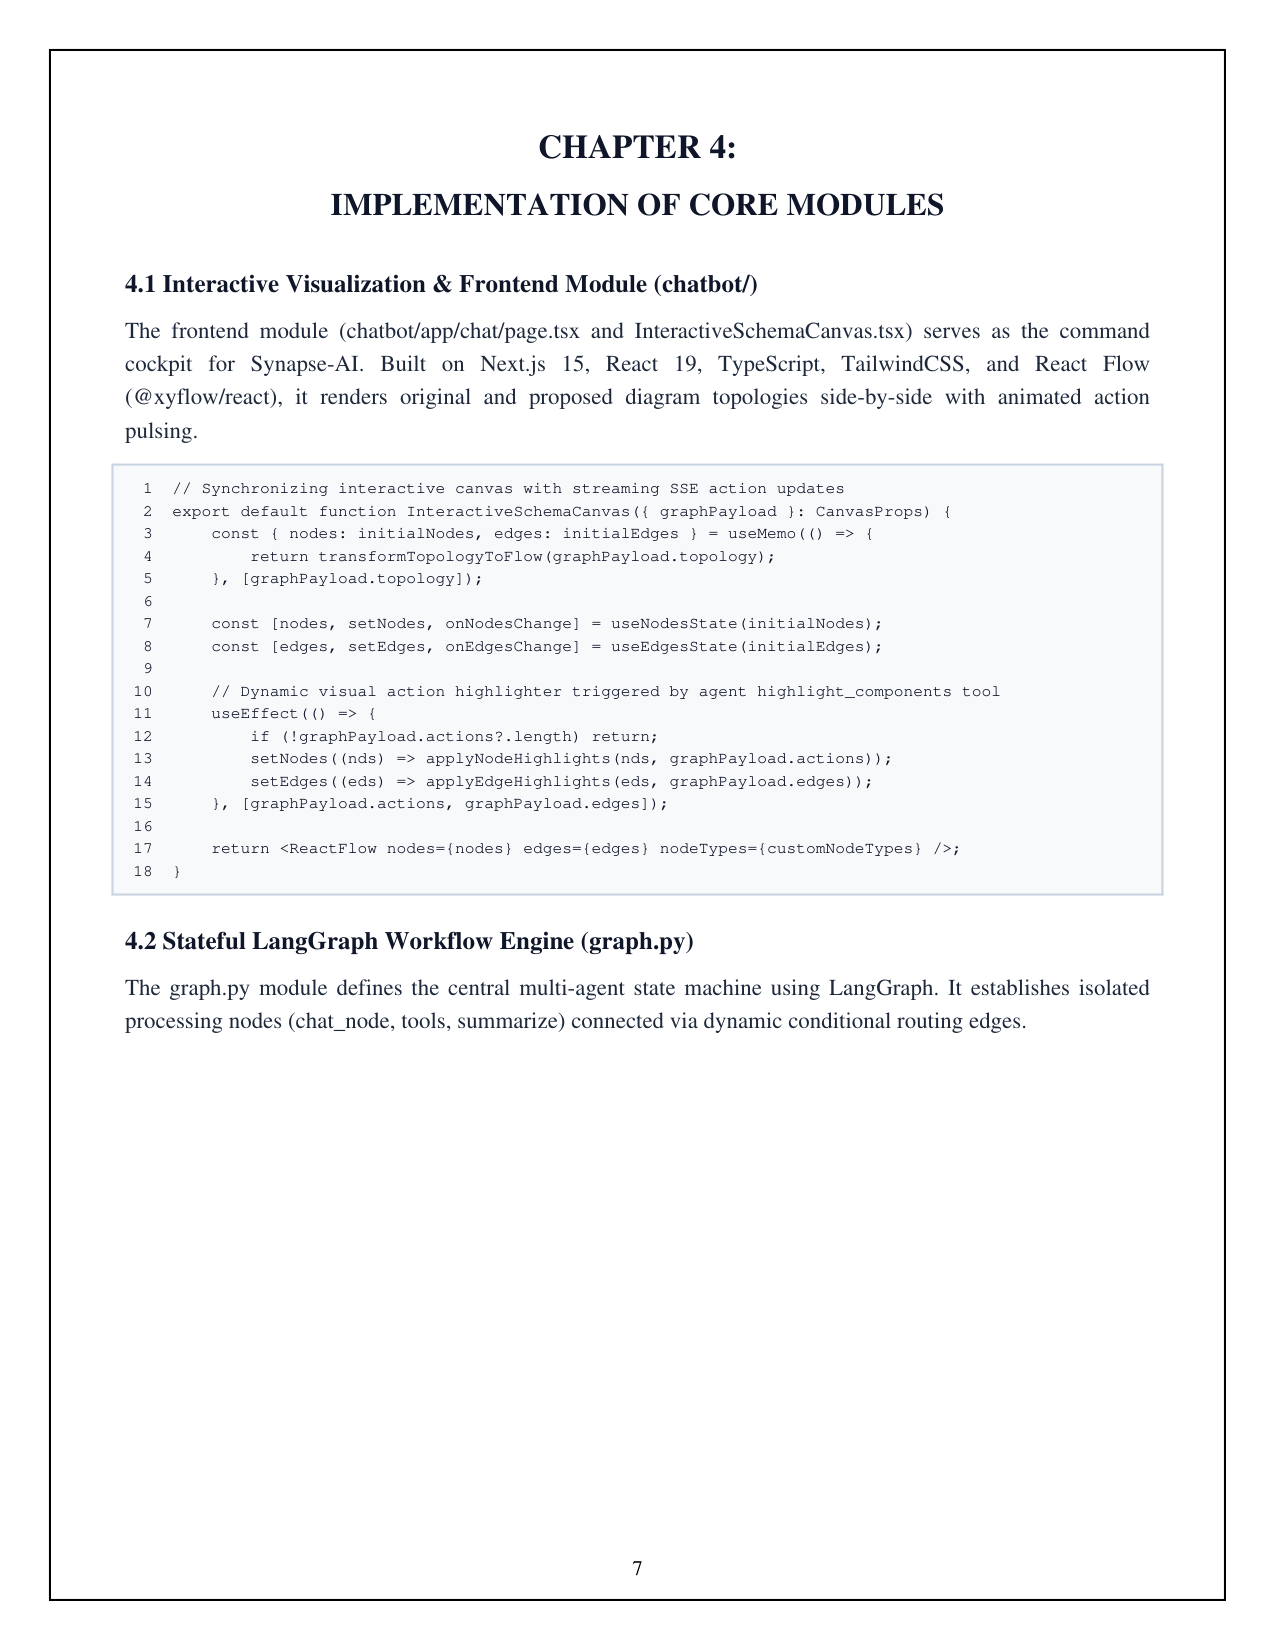 CHAPTER 4:
IMPLEMENTATION OF CORE MODULES
4.1 Interactive Visualization & Frontend Module (chatbot/)
The frontend module (chatbot/app/chat/page.tsx and InteractiveSchemaCanvas.tsx) serves as the command
cockpit for Synapse-AI. Built on Next.js 15, React 19, TypeScript, TailwindCSS, and React Flow
(@xyflow/react), it renders original and proposed diagram topologies side-by-side with animated action
pulsing.
1 // Synchronizing interactive canvas with streaming SSE action updates
2 export default function InteractiveSchemaCanvas({ graphPayload }: CanvasProps) {
3     const { nodes: initialNodes, edges: initialEdges } = useMemo(() => {
4         return transformTopologyToFlow(graphPayload.topology);
5     }, [graphPayload.topology]);
6
7     const [nodes, setNodes, onNodesChange] = useNodesState(initialNodes);
8     const [edges, setEdges, onEdgesChange] = useEdgesState(initialEdges);
9
10     // Dynamic visual action highlighter triggered by agent highlight_components tool
11     useEffect(() => {
12         if (!graphPayload.actions?.length) return;
13         setNodes((nds) => applyNodeHighlights(nds, graphPayload.actions));
14         setEdges((eds) => applyEdgeHighlights(eds, graphPayload.edges));
15     }, [graphPayload.actions, graphPayload.edges]);
16
17     return <ReactFlow nodes={nodes} edges={edges} nodeTypes={customNodeTypes} />;
18 }
4.2 Stateful LangGraph Workflow Engine (graph.py)
The graph.py module defines the central multi-agent state machine using LangGraph. It establishes isolated
processing nodes (chat_node, tools, summarize) connected via dynamic conditional routing edges.
7